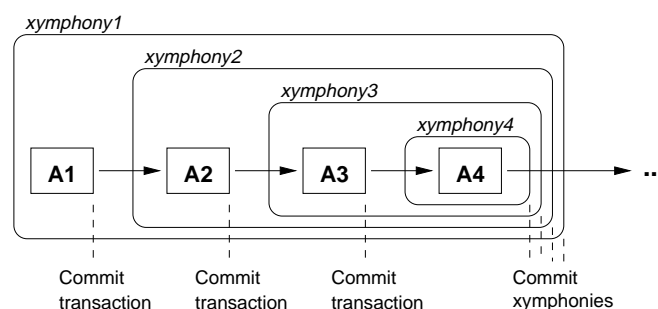 xymphony1
xymphony2
xymphony3
xymphony4
A1 A2 A3 A4 ..
Commit Commit Commit Commit
transaction transaction transaction xymphonies